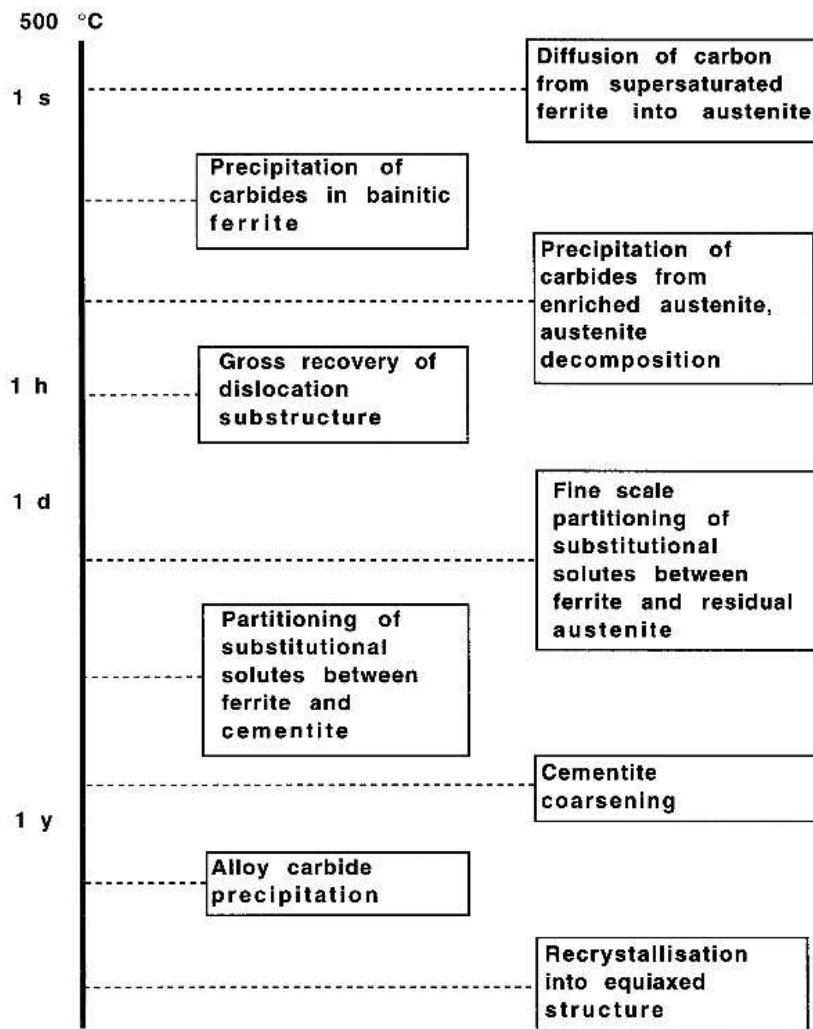 500 °C
1 s
Diffusion of carbon
from supersaturated
ferrite into austenite
Precipitation of
carbides in bainitic
ferrite
Precipitation of
carbides from
enriched austenite,
austenite
decomposition
1 h
Gross recovery of
dislocation
substructure
1 d
Fine scale
partitioning of
substitutional
solutes between
ferrite and residual
austenite
Partitioning of
substitutional
solutes between
ferrite and
cementite
Cementite
coarsening
1 y
Alloy carbide
precipitation
Recrystallisation
into equiaxed
structure